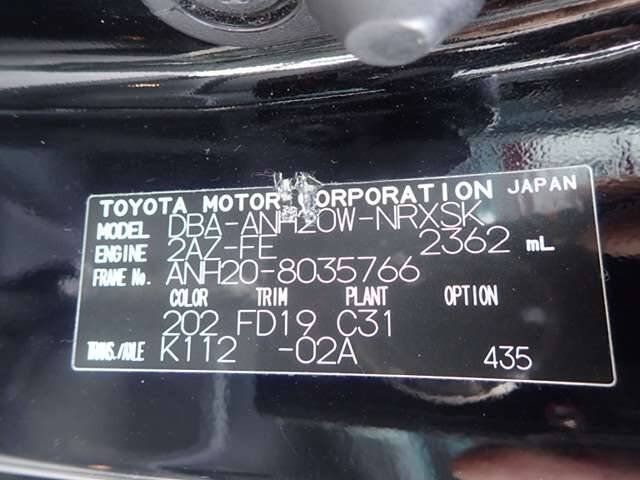 TOYOTA MOTOR CORPORATION JAPAN
MODEL DBA-ANH20W-NRXSK
ENGINE 2AZ-FE 2362 mL
FRAME No. ANH20-8035766
COLOR TRIM PLANT OPTION
202 FD19 C31
TRANS./AXLE K112 -02A 435